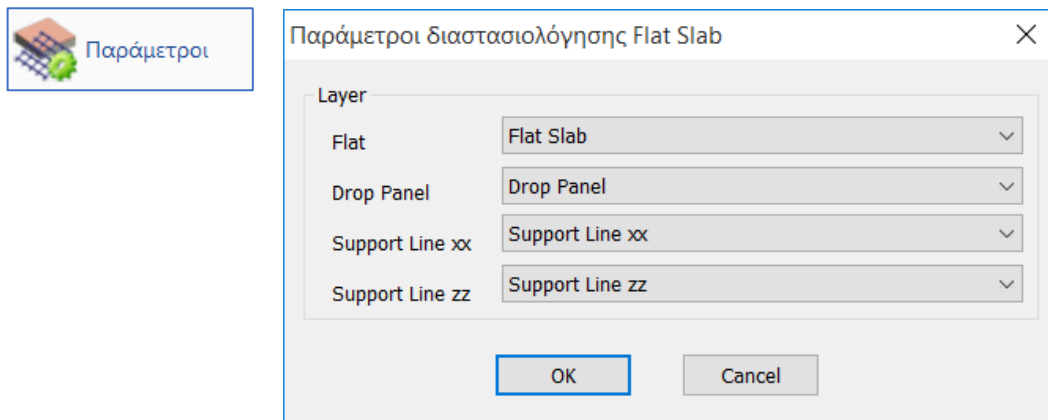 Παράμετροι
Παράμετροι διαστασιολόγησης Flat Slab
Layer
Flat Flat Slab
Drop Panel Drop Panel
Support Line xx Support Line xx
Support Line zz Support Line zz
OK Cancel